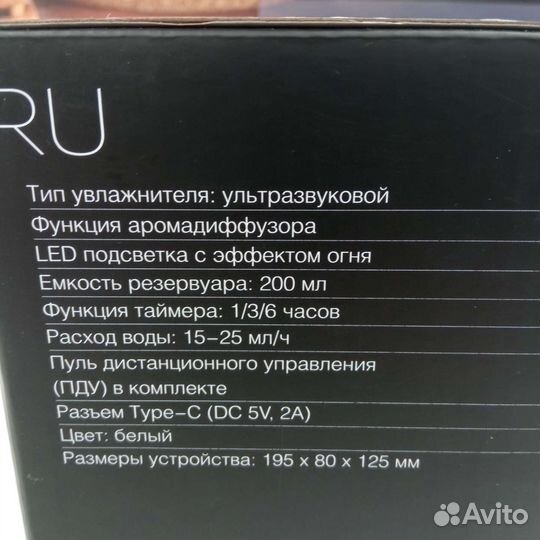 RU
Тип увлажнителя: ультразвуковой
Функция аромадиффузора
LED подсветка с эффектом огня
Емкость резервуара: 200 мл
Функция таймера: 1/3/6 часов
Расход воды: 15–25 мл/ч
Пуль дистанционного управления
(ПДУ) в комплекте
Разъем Type–C (DC 5V, 2A)
Цвет: белый
Размеры устройства: 195 x 80 x 125 мм
Avito